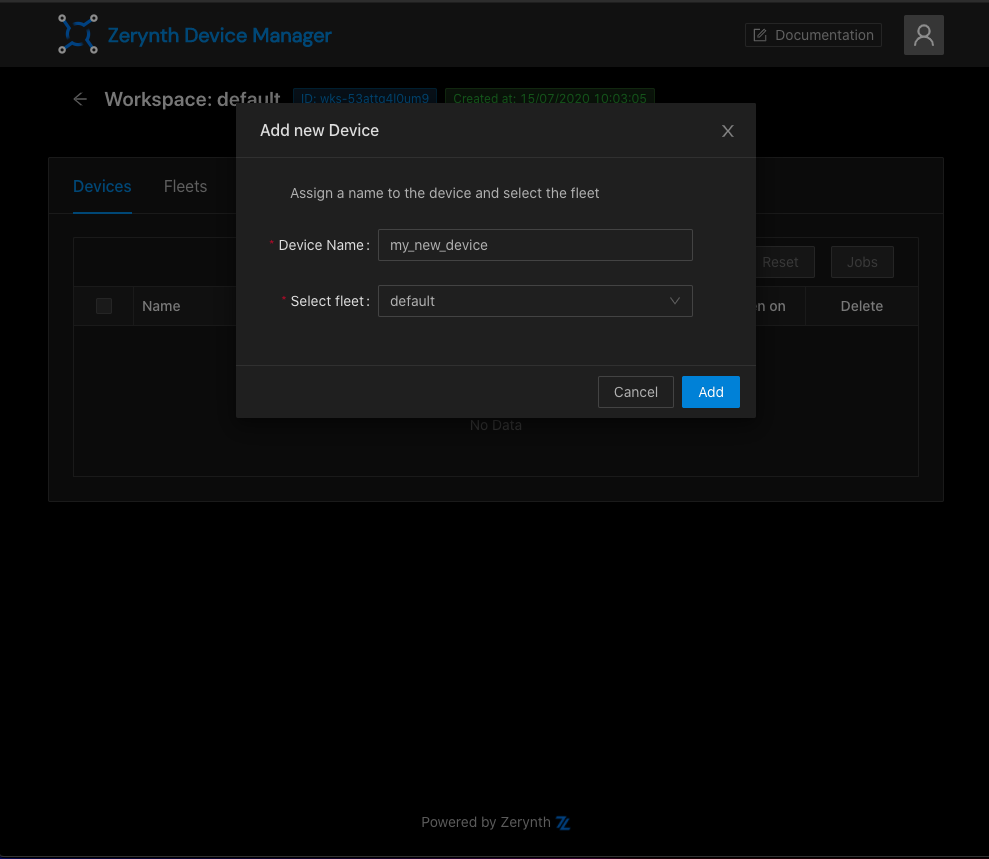 Zerynth Device Manager
Documentation
Workspace: default
ID: wks-53attq4l0um9
Created at: 15/07/2020 10:03:05
Add new Device
Devices
Fleets
Assign a name to the device and select the fleet
* Device Name :
my_new_device
* Select fleet :
default
Reset
Jobs
Name
n on
Delete
Cancel
Add
No Data
Powered by Zerynth